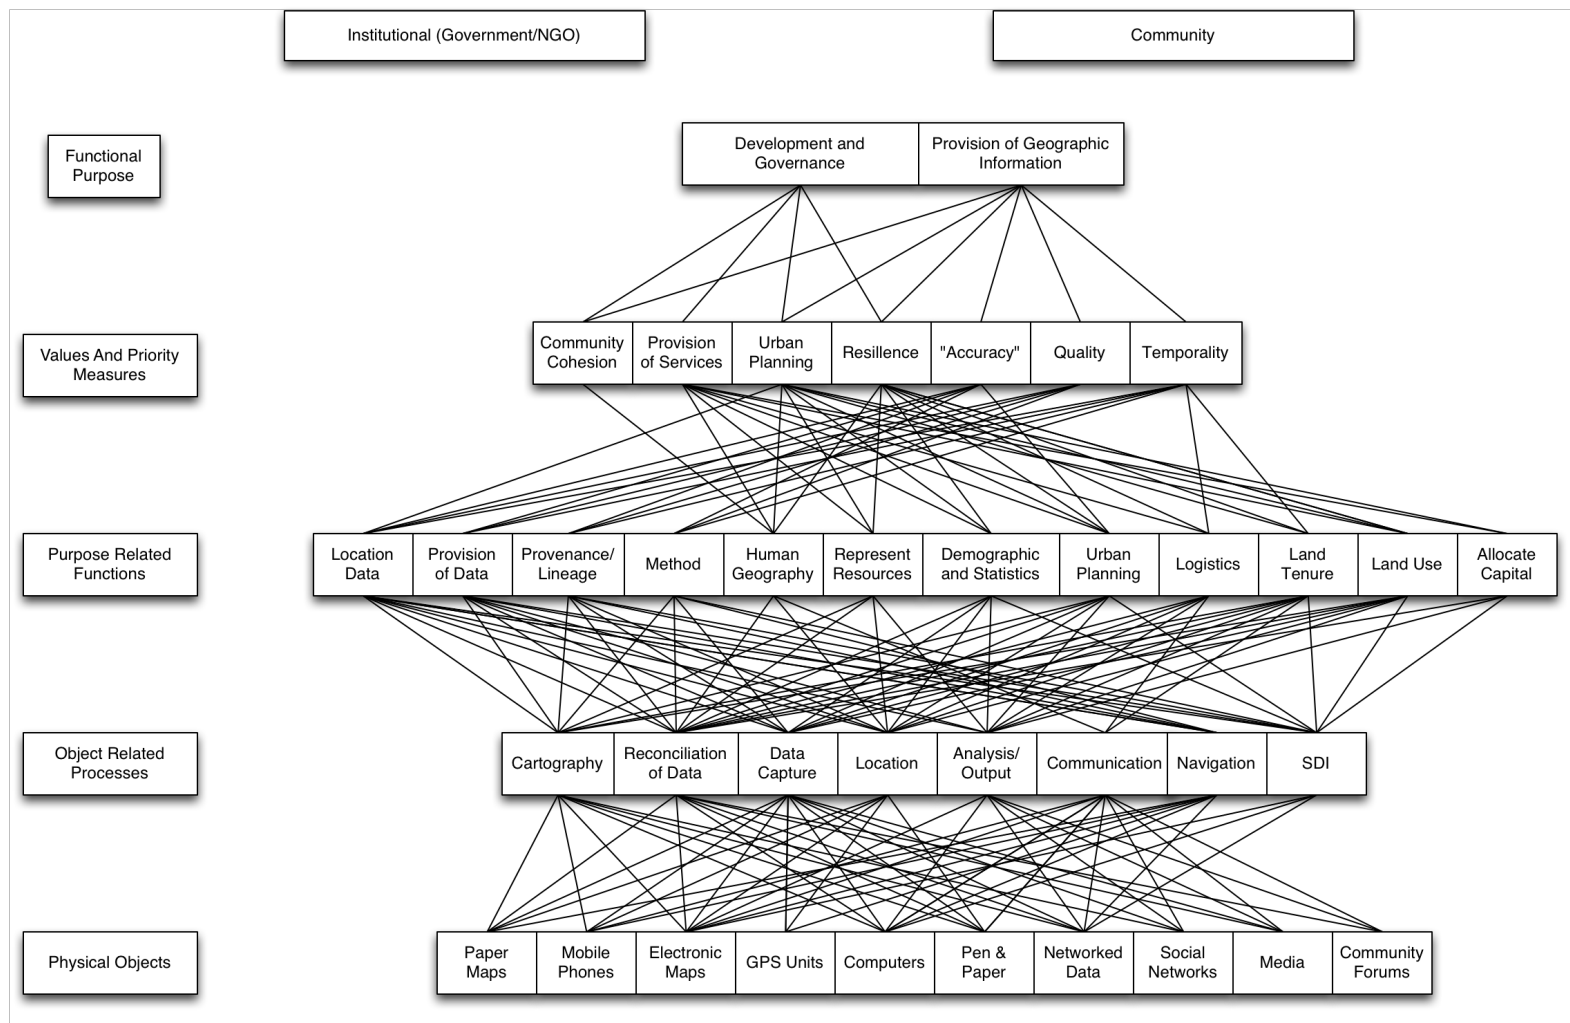 Institutional (Government/NGO)
Community
Functional
Purpose
Development and
Governance
Provision of Geographic
Information
Values And Priority
Measures
Community
Cohesion
Provision
of Services
Urban
Planning
Resillence
"Accuracy"
Quality
Temporality
Purpose Related
Functions
Location
Data
Provision
of Data
Provenance/
Lineage
Method
Human
Geography
Represent
Resources
Demographic
and Statistics
Urban
Planning
Logistics
Land
Tenure
Land Use
Allocate
Capital
Object Related
Processes
Cartography
Reconciliation
of Data
Data
Capture
Location
Analysis/
Output
Communication
Navigation
SDI
Physical Objects
Paper
Maps
Mobile
Phones
Electronic
Maps
GPS Units
Computers
Pen &
Paper
Networked
Data
Social
Networks
Media
Community
Forums